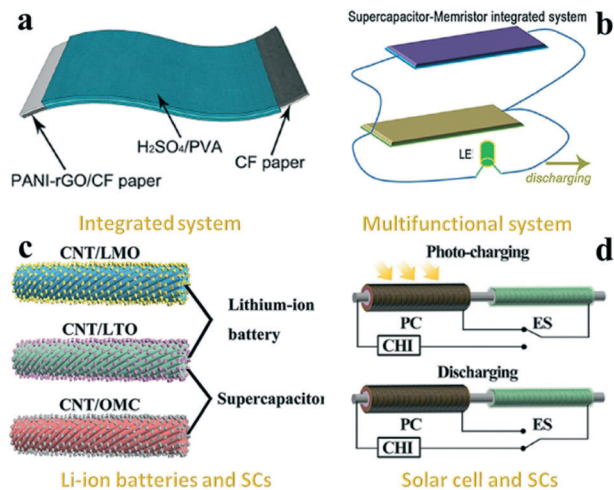 a
H₂SO₄/PVA
CF paper
PANI-rGO/CF paper
Integrated system
Supercapacitor-Memristor integrated system
b
LE
discharging
Multifunctional system
c
CNT/LMO
Lithium-ion
battery
CNT/LTO
Supercapacitor
CNT/OMC
Li-ion batteries and SCs
d
Photo-charging
PC
ES
CHI
Discharging
PC
ES
CHI
Solar cell and SCs